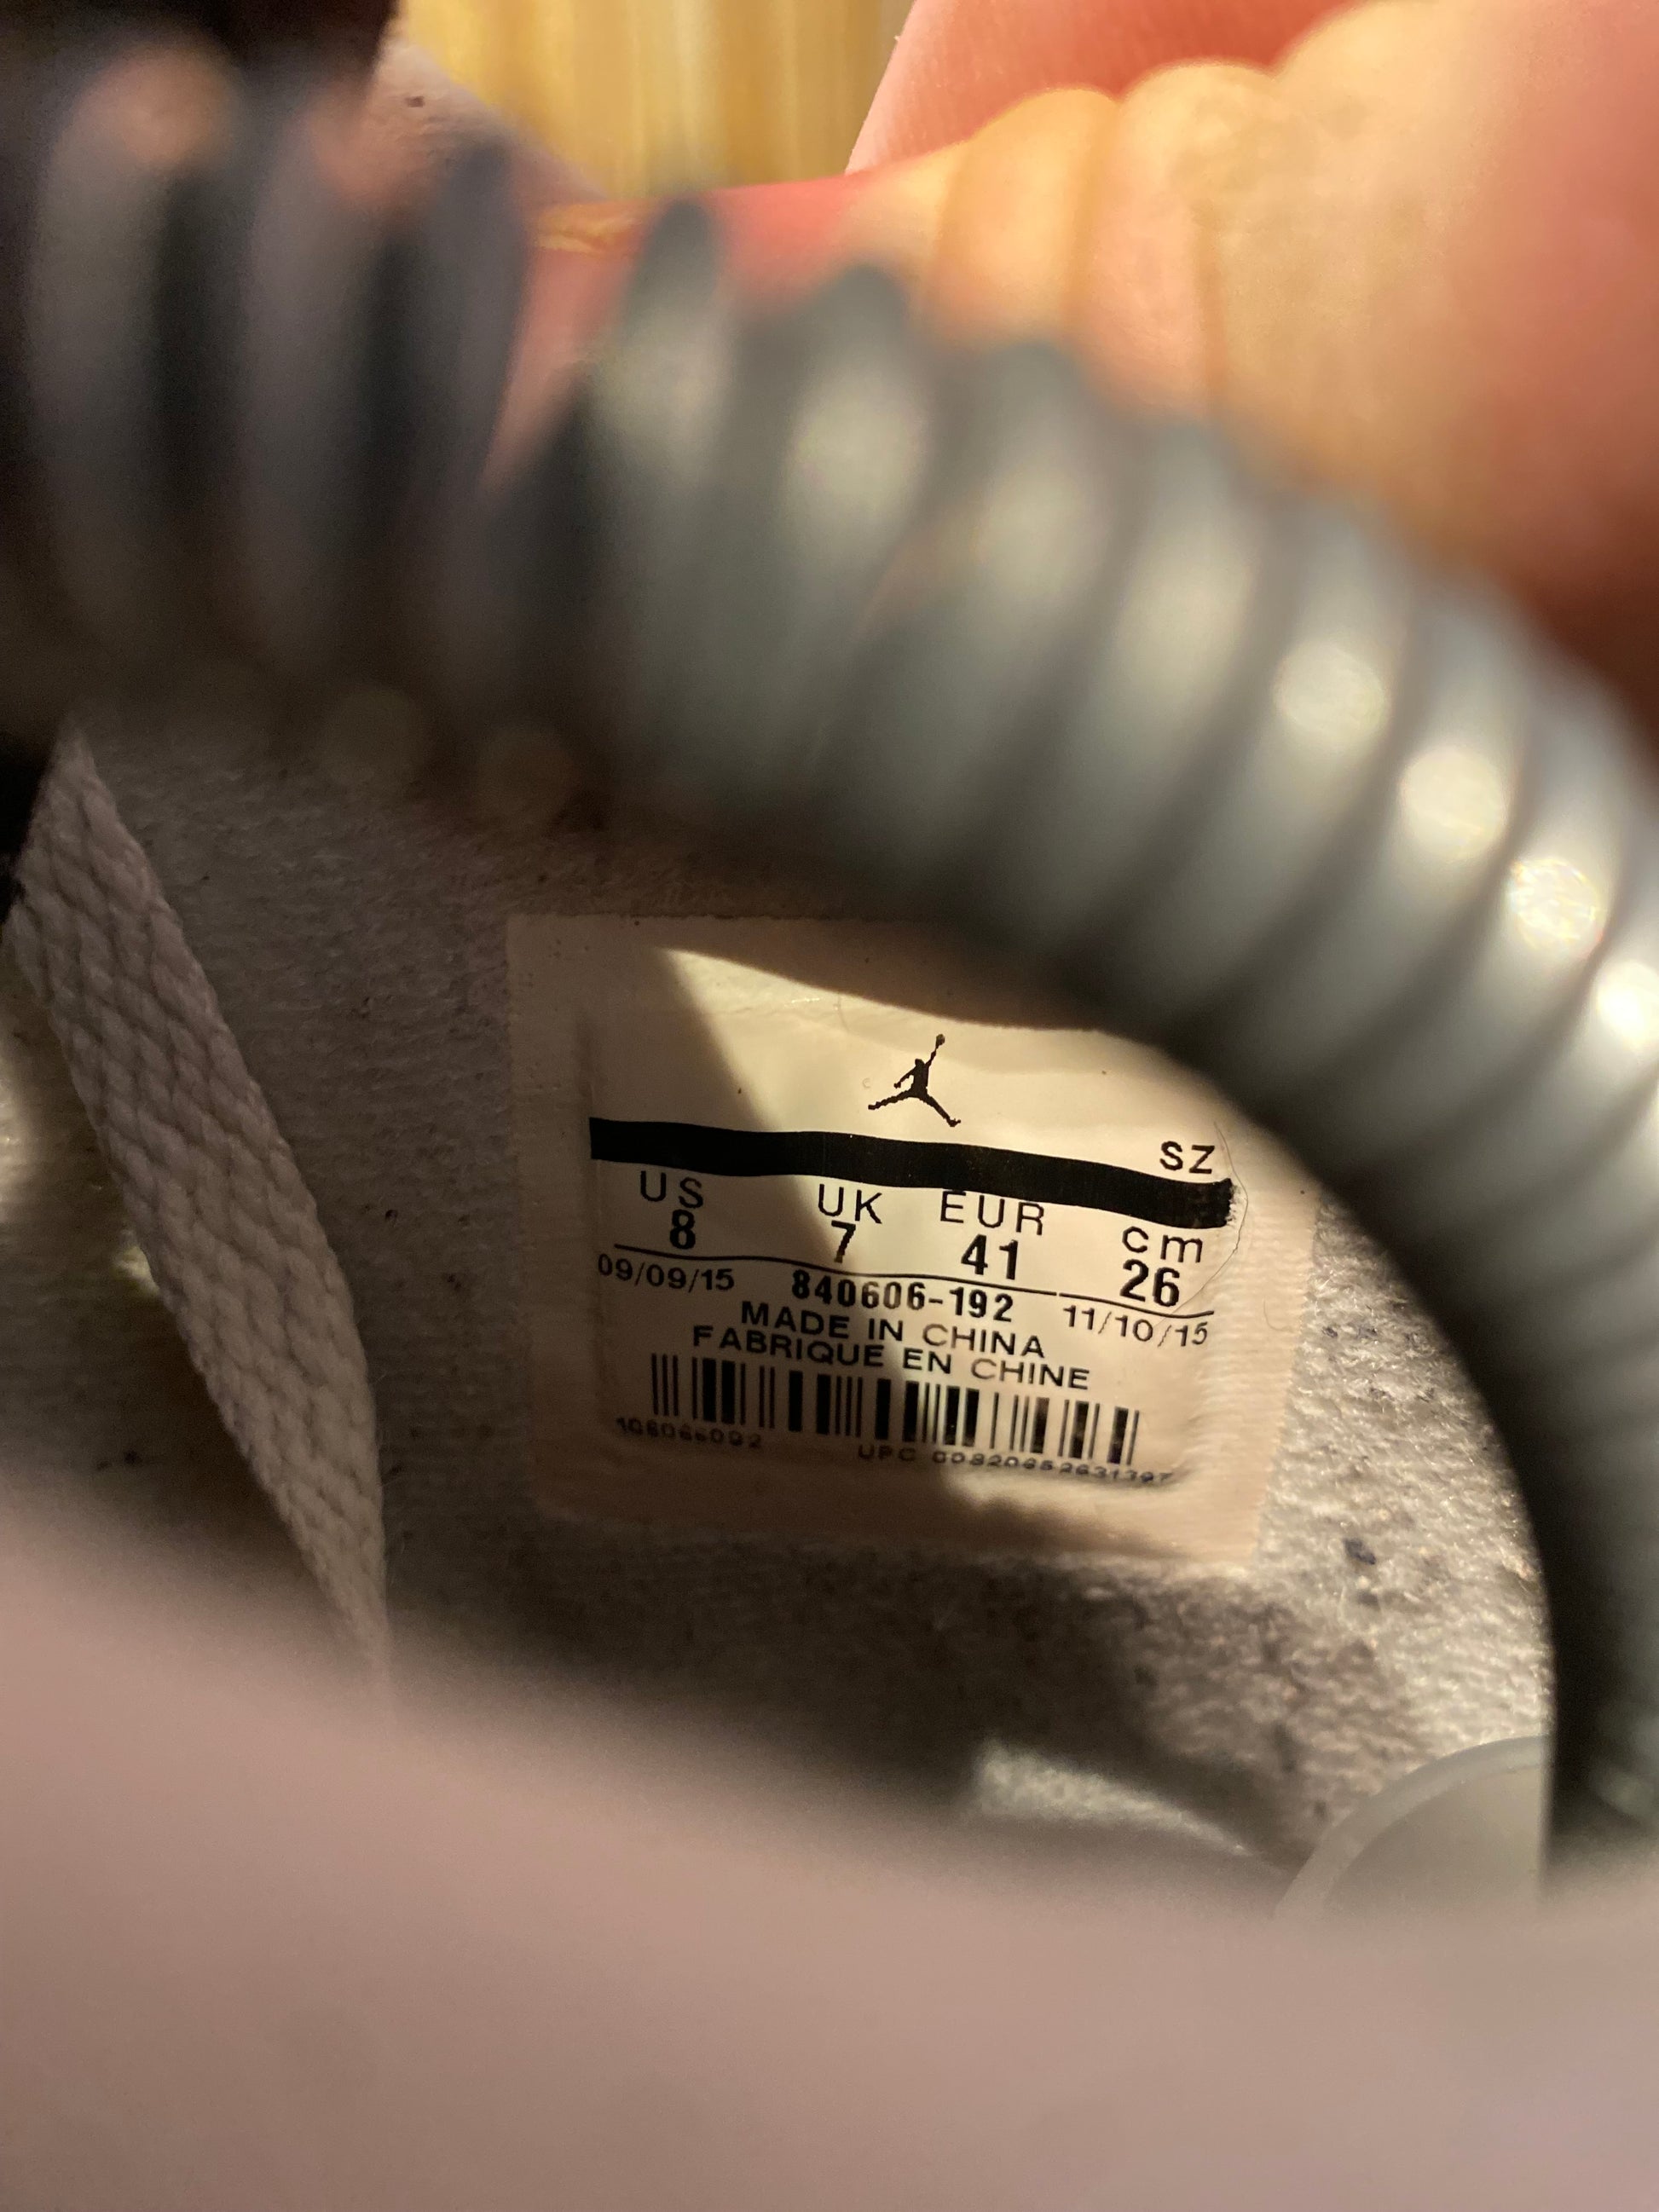 SZ
US UK EUR cm
8 7 41 26
09/09/15 840606-192 11/10/15
MADE IN CHINA
FABRIQUE EN CHINE
UPC